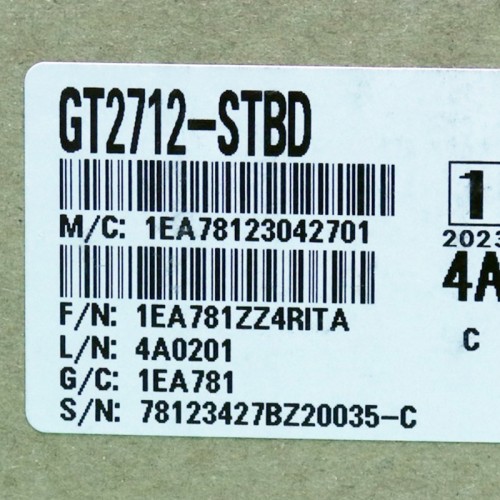 GT2712-STBD
M/C: 1EA78123042701
F/N: 1EA781ZZ4RITA
L/N: 4A0201
G/C: 1EA781
S/N: 78123427BZ20035-C
1
2023
4A
C